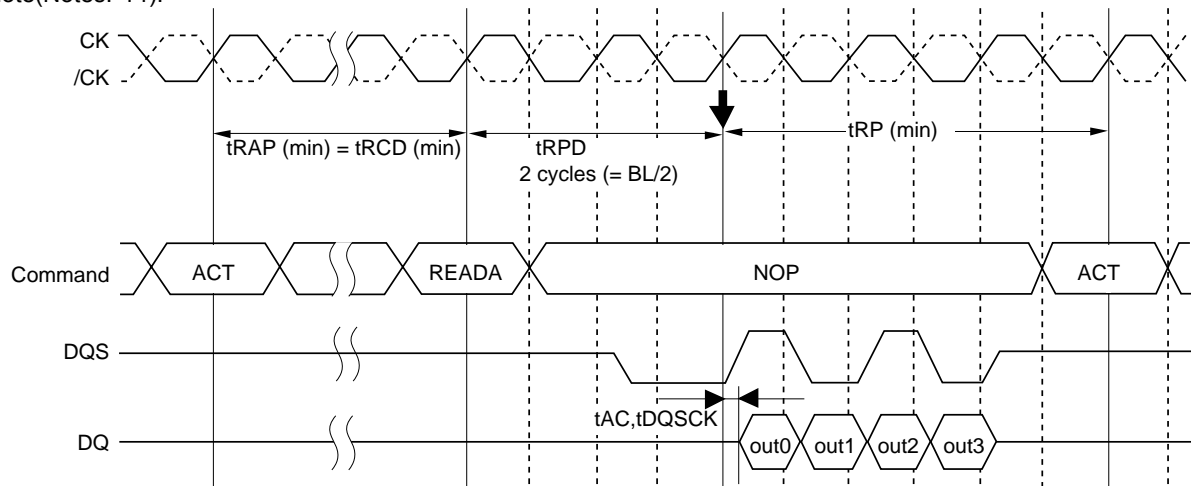 CK
/CK
tRAP (min) = tRCD (min)
tRPD
2 cycles (= BL/2)
tRP (min)
Command
ACT
READA
NOP
ACT
DQS
tAC,tDQSCK
DQ
out0
out1
out2
out3